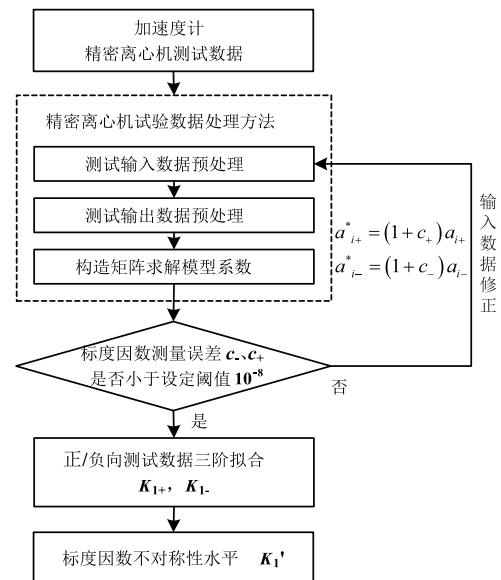 加速度计
精密离心机测试数据
精密离心机试验数据处理方法
测试输入数据预处理
测试输出数据预处理
构造矩阵求解模型系数
a*i+ = (1 + c+) ai+
a*i− = (1 + c−) ai−
输入数据修正
标度因数测量误差 c-、c+
是否小于设定阈值 10⁻⁸
否
是
正/负向测试数据三阶拟合
K1+， K1-
标度因数不对称性水平 K1'